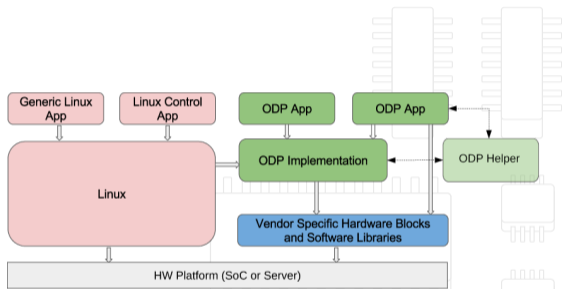 Generic Linux
App
Linux Control
App
ODP App
ODP App
Linux
ODP Implementation
ODP Helper
Vendor Specific Hardware Blocks
and Software Libraries
HW Platform (SoC or Server)